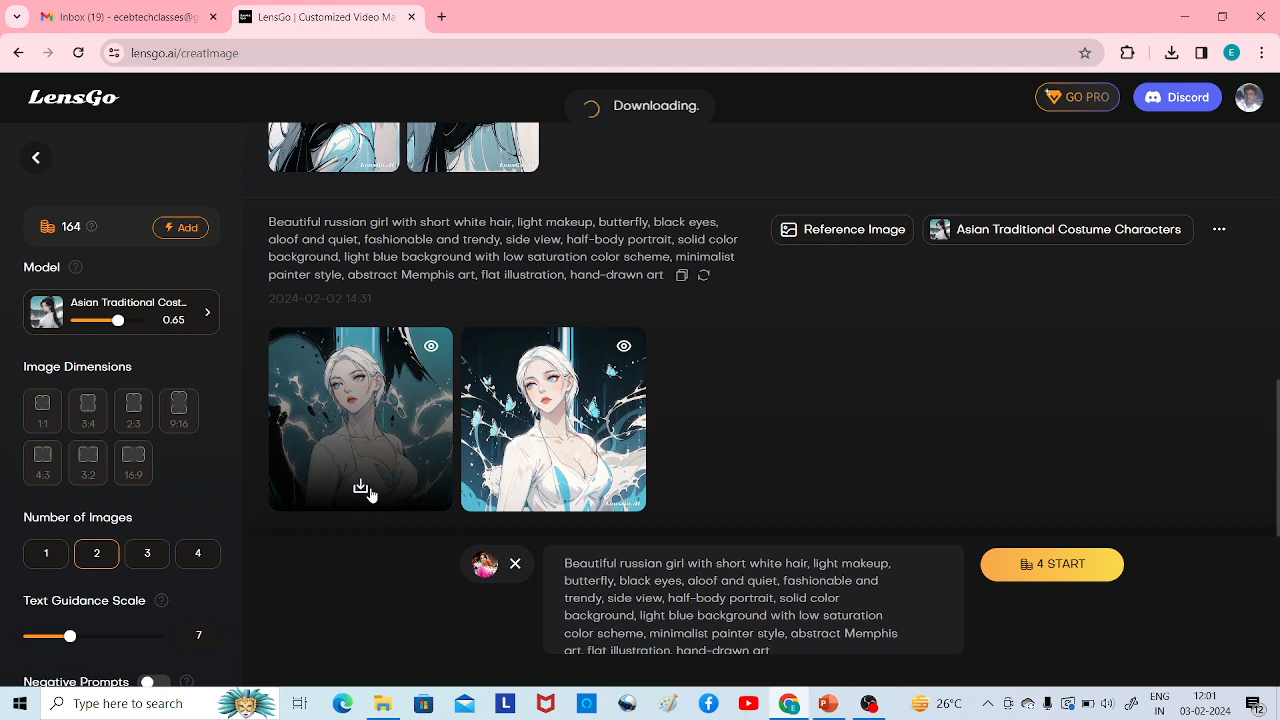 Inbox (19) - ecebtecteries@g
LensGo | Customized Video Ma
lensgo.ai/creatImage
LensGo
Downloading.
GO PRO
Discord
164
Add
Model
Asian Traditional Cost...
0.65
Image Dimensions
1:1
3:4
2:3
9:16
4:3
3:2
16:9
Number of Images
1
2
3
4
Text Guidance Scale
7
Negative Prompts
LensGo.AI
LensGo.AI
Beautiful russian girl with short white hair, light makeup, butterfly, black eyes,
aloof and quiet, fashionable and trendy, side view, half-body portrait, solid color
background, light blue background with low saturation color scheme, minimalist
painter style, abstract Memphis art, flat illustration, hand-drawn art
2024-02-02 14:31
Reference Image
Asian Traditional Costume Characters
LensGo.AI
Beautiful russian girl with short white hair, light makeup,
butterfly, black eyes, aloof and quiet, fashionable and
trendy, side view, half-body portrait, solid color
background, light blue background with low saturation
color scheme, minimalist painter style, abstract Memphis
art, flat illustration, hand-drawn art
4 START
Type here to search
26°C
ENG
12:01
03-02-2024